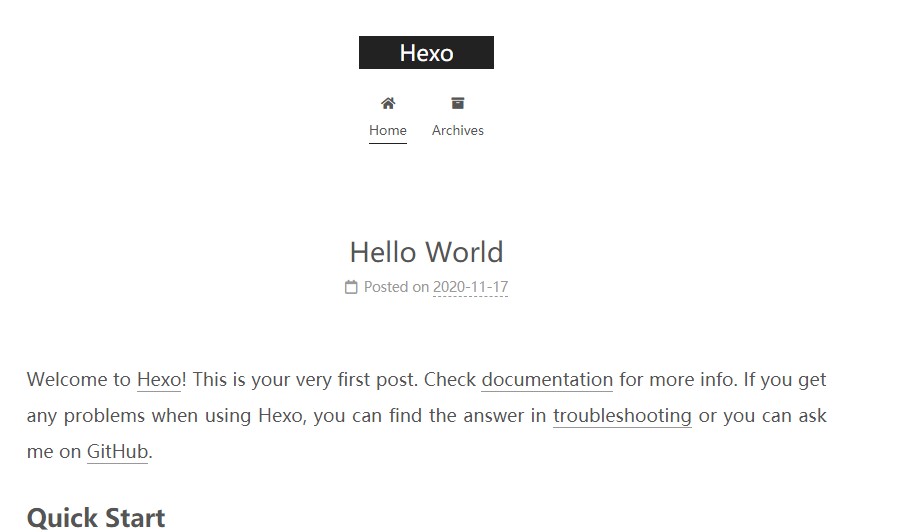 Hexo
Home Archives
Hello World
Posted on 2020-11-17
Welcome to Hexo! This is your very first post. Check documentation for more info. If you get
any problems when using Hexo, you can find the answer in troubleshooting or you can ask
me on GitHub.
Quick Start